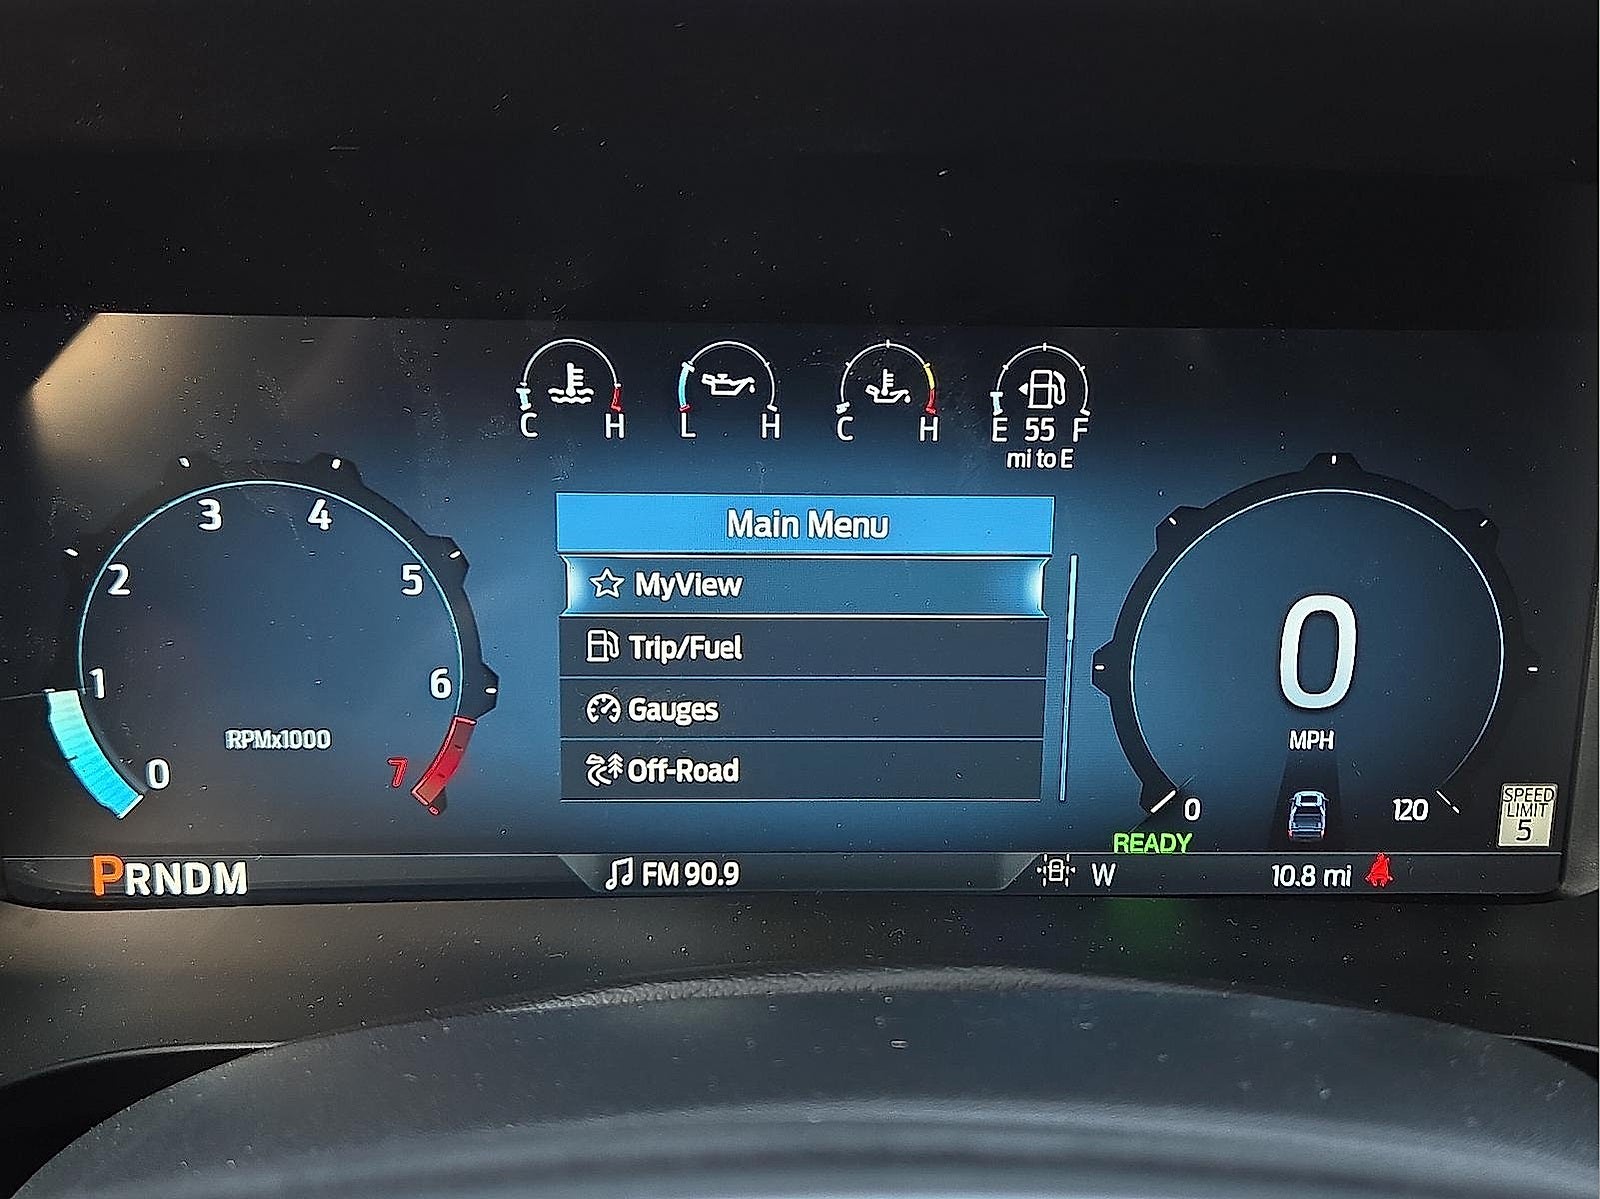 C H
L H
C H
E 55 F
mi to E
Main Menu
MyView
Trip/Fuel
Gauges
Off-Road
0
1
2
3
4
5
6
7
RPMx1000
0
MPH
0
120
SPEED
LIMIT
5
READY
PRNDM
FM 90.9
W
10.8 mi